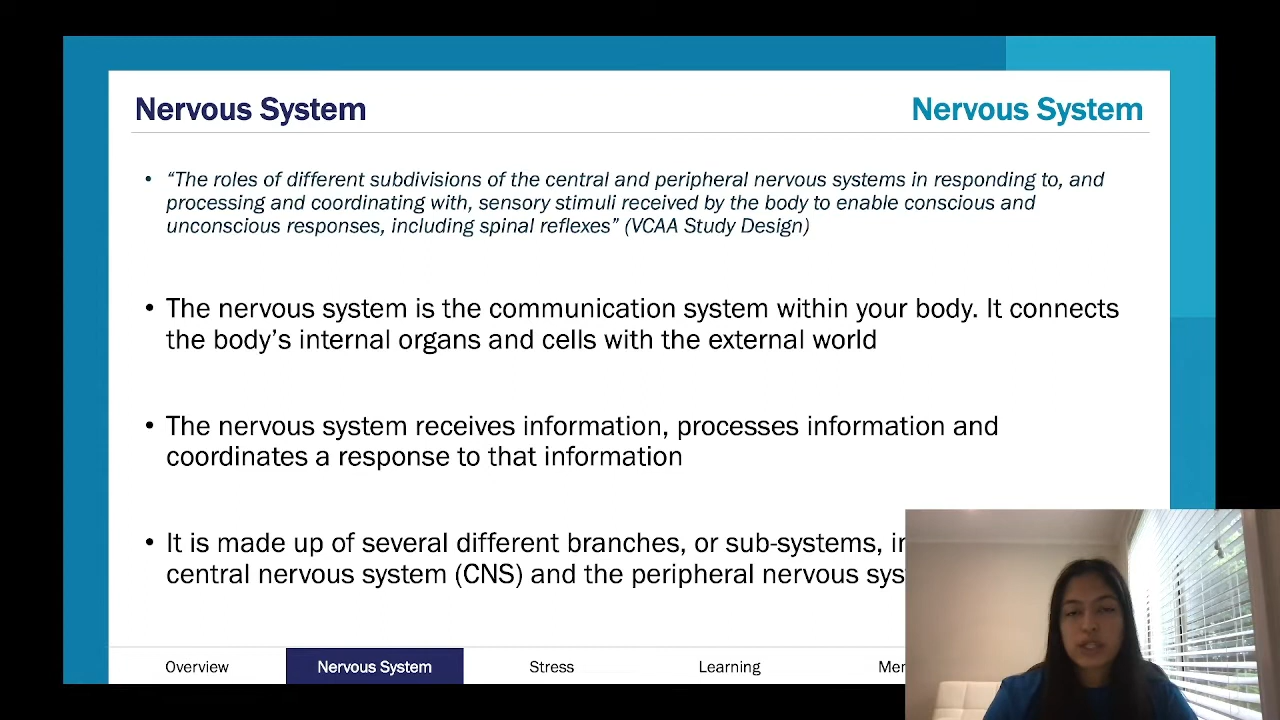 Nervous System
Nervous System
• “The roles of different subdivisions of the central and peripheral nervous systems in responding to, and
processing and coordinating with, sensory stimuli received by the body to enable conscious and
unconscious responses, including spinal reflexes” (VCAA Study Design)
• The nervous system is the communication system within your body. It connects
the body’s internal organs and cells with the external world
• The nervous system receives information, processes information and
coordinates a response to that information
• It is made up of several different branches, or sub-systems,
central nervous system (CNS) and the peripheral nervous
Overview
Nervous System
Stress
Learning